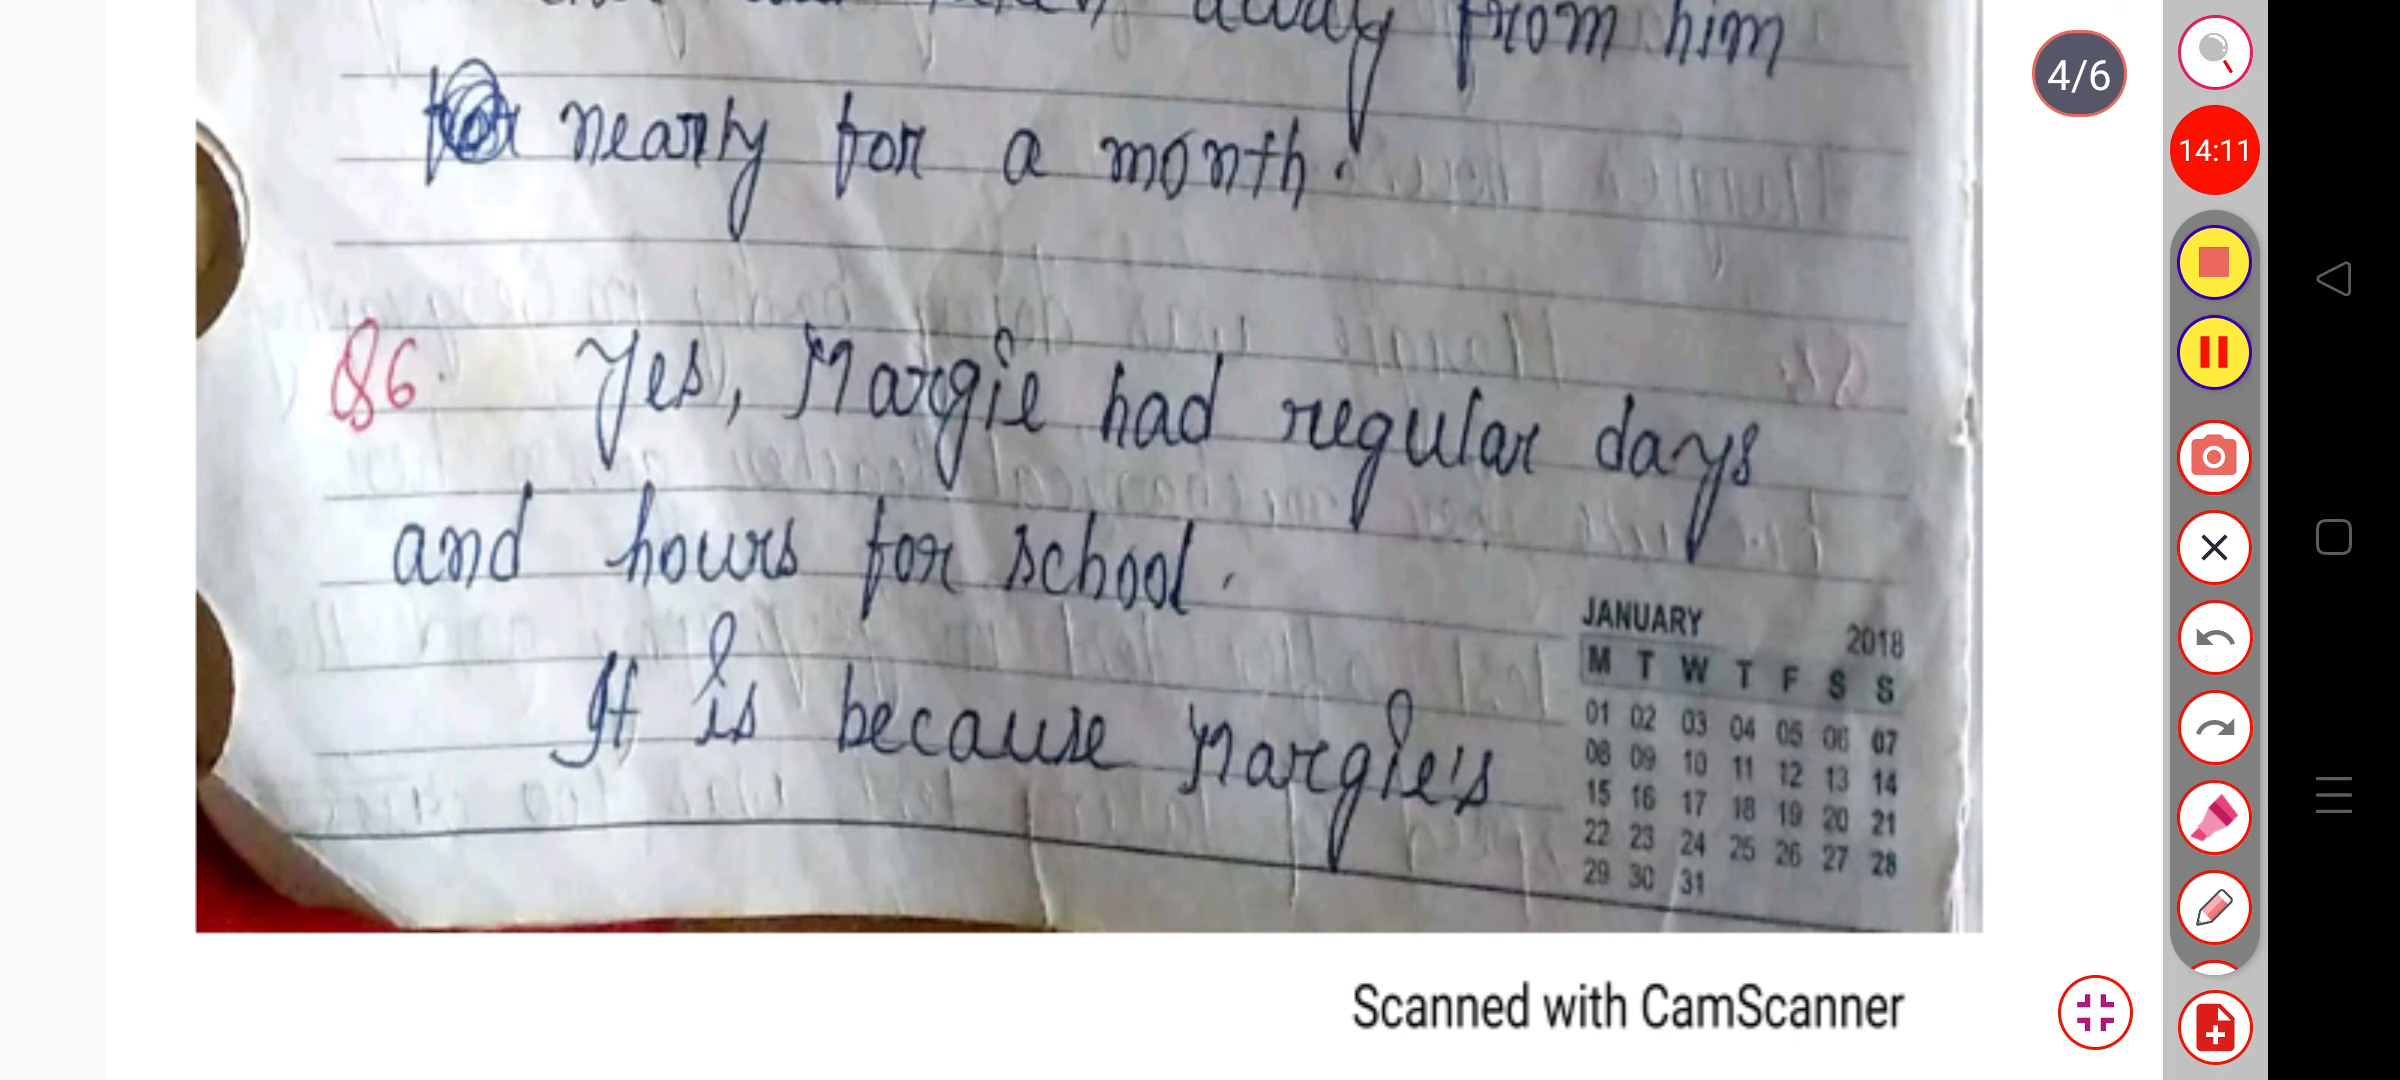 away from him
nearly for a month.
Q6. Yes, Margie had regular days
and hours for school.
It is because Margie's
JANUARY 2018
M T W T F S S
01 02 03 04 05 06 07
08 09 10 11 12 13 14
15 16 17 18 19 20 21
22 23 24 25 26 27 28
29 30 31
Scanned with CamScanner
4/6
14:11